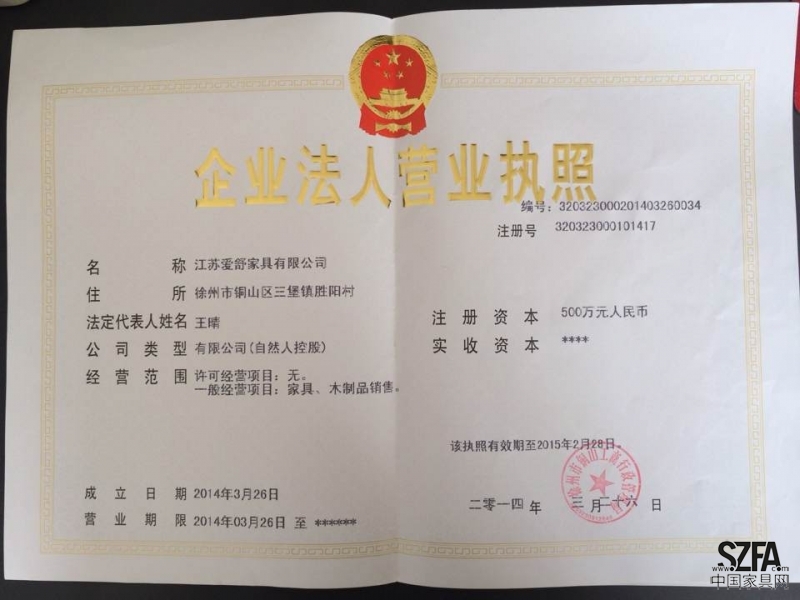 企业法人营业执照
编号：320323000201403260034
注册号 320323000101417
名称 江苏爱舒家具有限公司
住所 徐州市铜山区三堡镇胜阳村
法定代表人姓名 王晴
注册资本 500万元人民币
公司类型 有限公司(自然人控股)
实收资本 ****
经营范围 许可经营项目：无。
一般经营项目：家具、木制品销售。
该执照有效期至2015年2月28日。
成立日期 2014年3月26日
营业期限 2014年03月26日 至 ******
二零一四 年 三 月 二十六 日
SZFA
www. .com
中国家具网